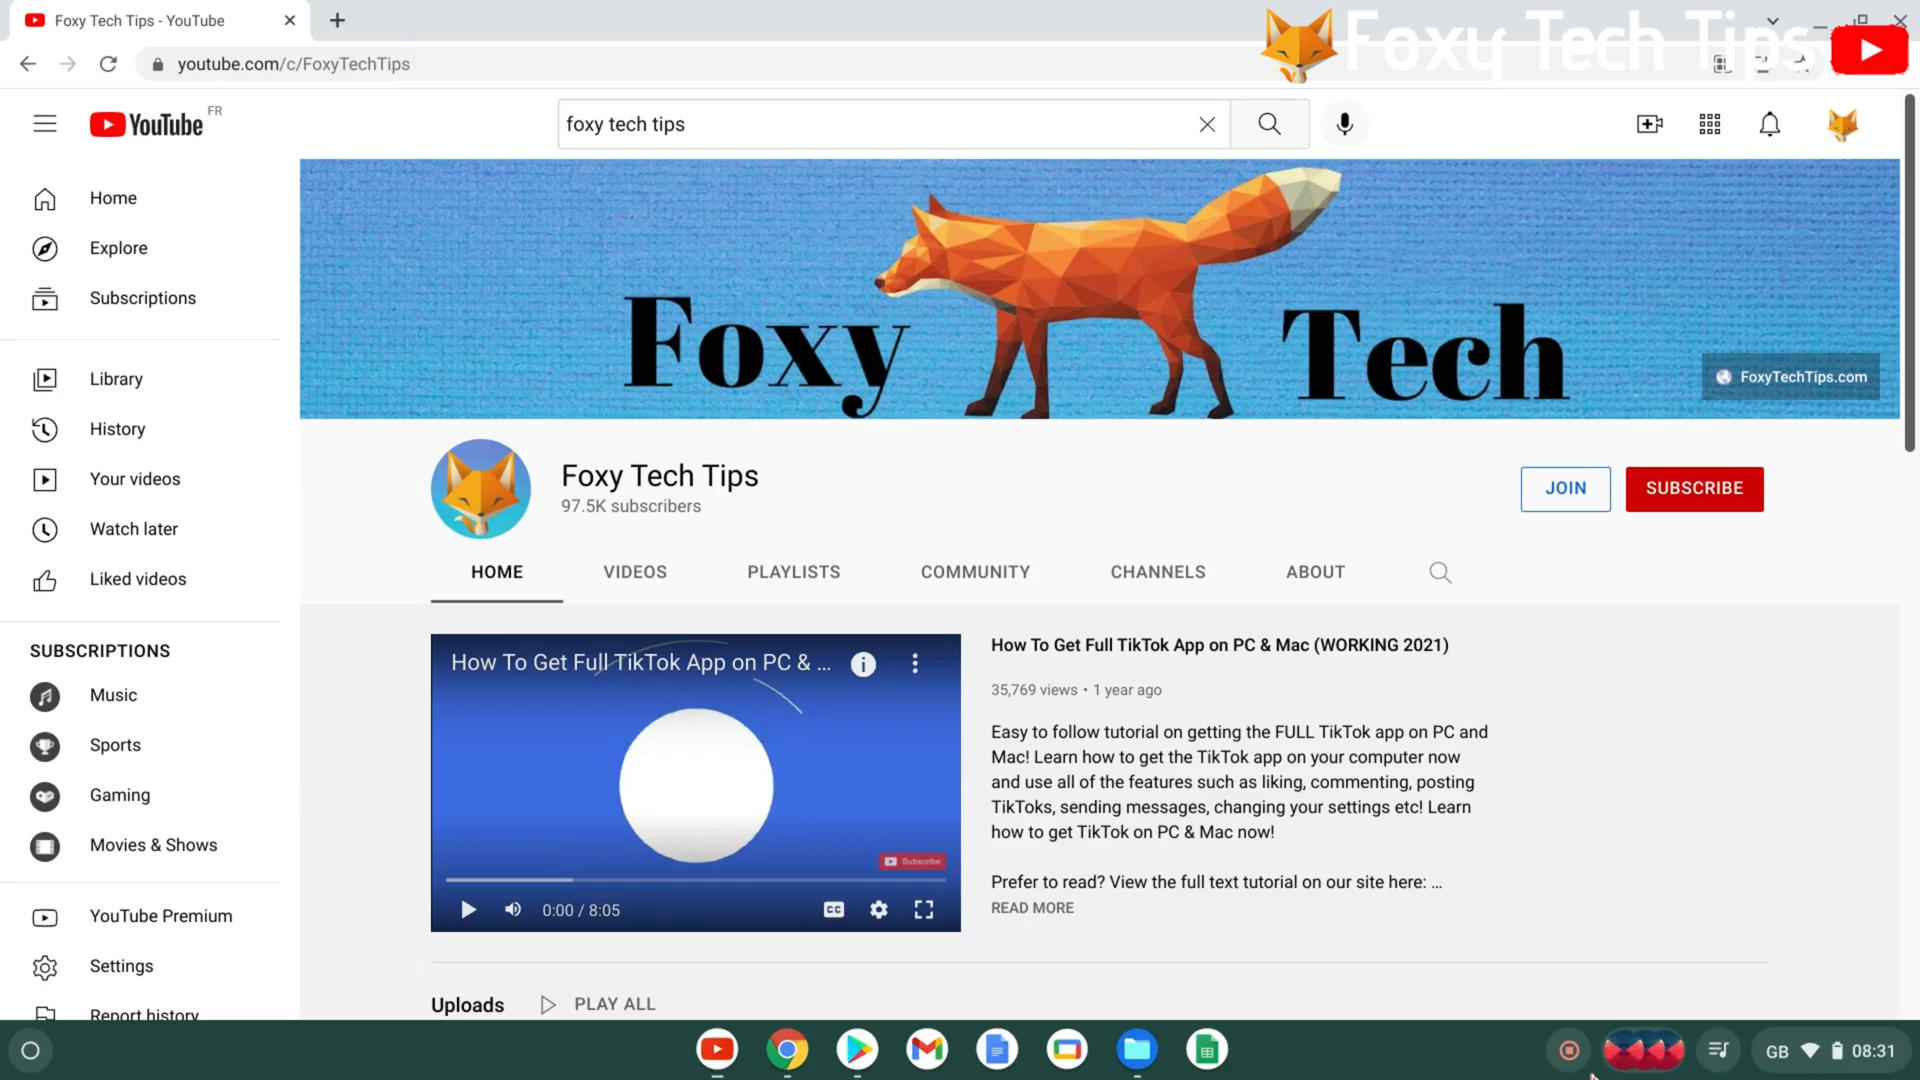 Foxy Tech Tips - YouTube
Foxy Tech Tips
youtube.com/c/FoxyTechTips
YouTube FR
foxy tech tips
Home
Explore
Subscriptions
Library
History
Your videos
Watch later
Liked videos
SUBSCRIPTIONS
Music
Sports
Gaming
Movies & Shows
YouTube Premium
Settings
Report history
Foxy Tech
FoxyTechTips.com
Foxy Tech Tips
97.5K subscribers
JOIN
SUBSCRIBE
HOME
VIDEOS
PLAYLISTS
COMMUNITY
CHANNELS
ABOUT
How To Get Full TikTok App on PC & ...
Subscribe
0:00 / 8:05
CC
How To Get Full TikTok App on PC & Mac (WORKING 2021)
35,769 views • 1 year ago
Easy to follow tutorial on getting the FULL TikTok app on PC and
Mac! Learn how to get the TikTok app on your computer now
and use all of the features such as liking, commenting, posting
TikToks, sending messages, changing your settings etc! Learn
how to get TikTok on PC & Mac now!
Prefer to read? View the full text tutorial on our site here: ...
READ MORE
Uploads
PLAY ALL
GB
08:31